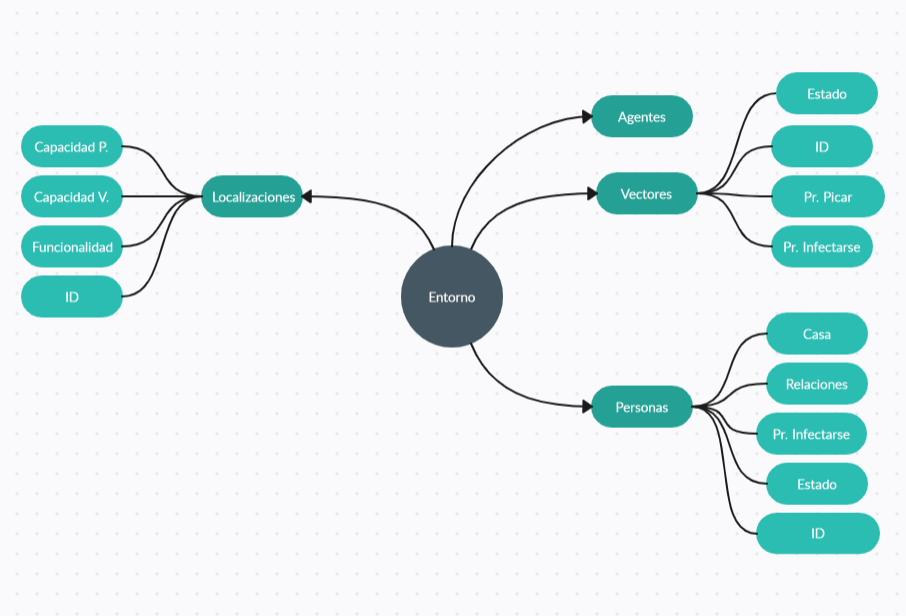 Capacidad P.
Capacidad V.
Funcionalidad
ID
Localizaciones
Entorno
Agentes
Vectores
Estado
ID
Pr. Picar
Pr. Infectarse
Personas
Casa
Relaciones
Pr. Infectarse
Estado
ID